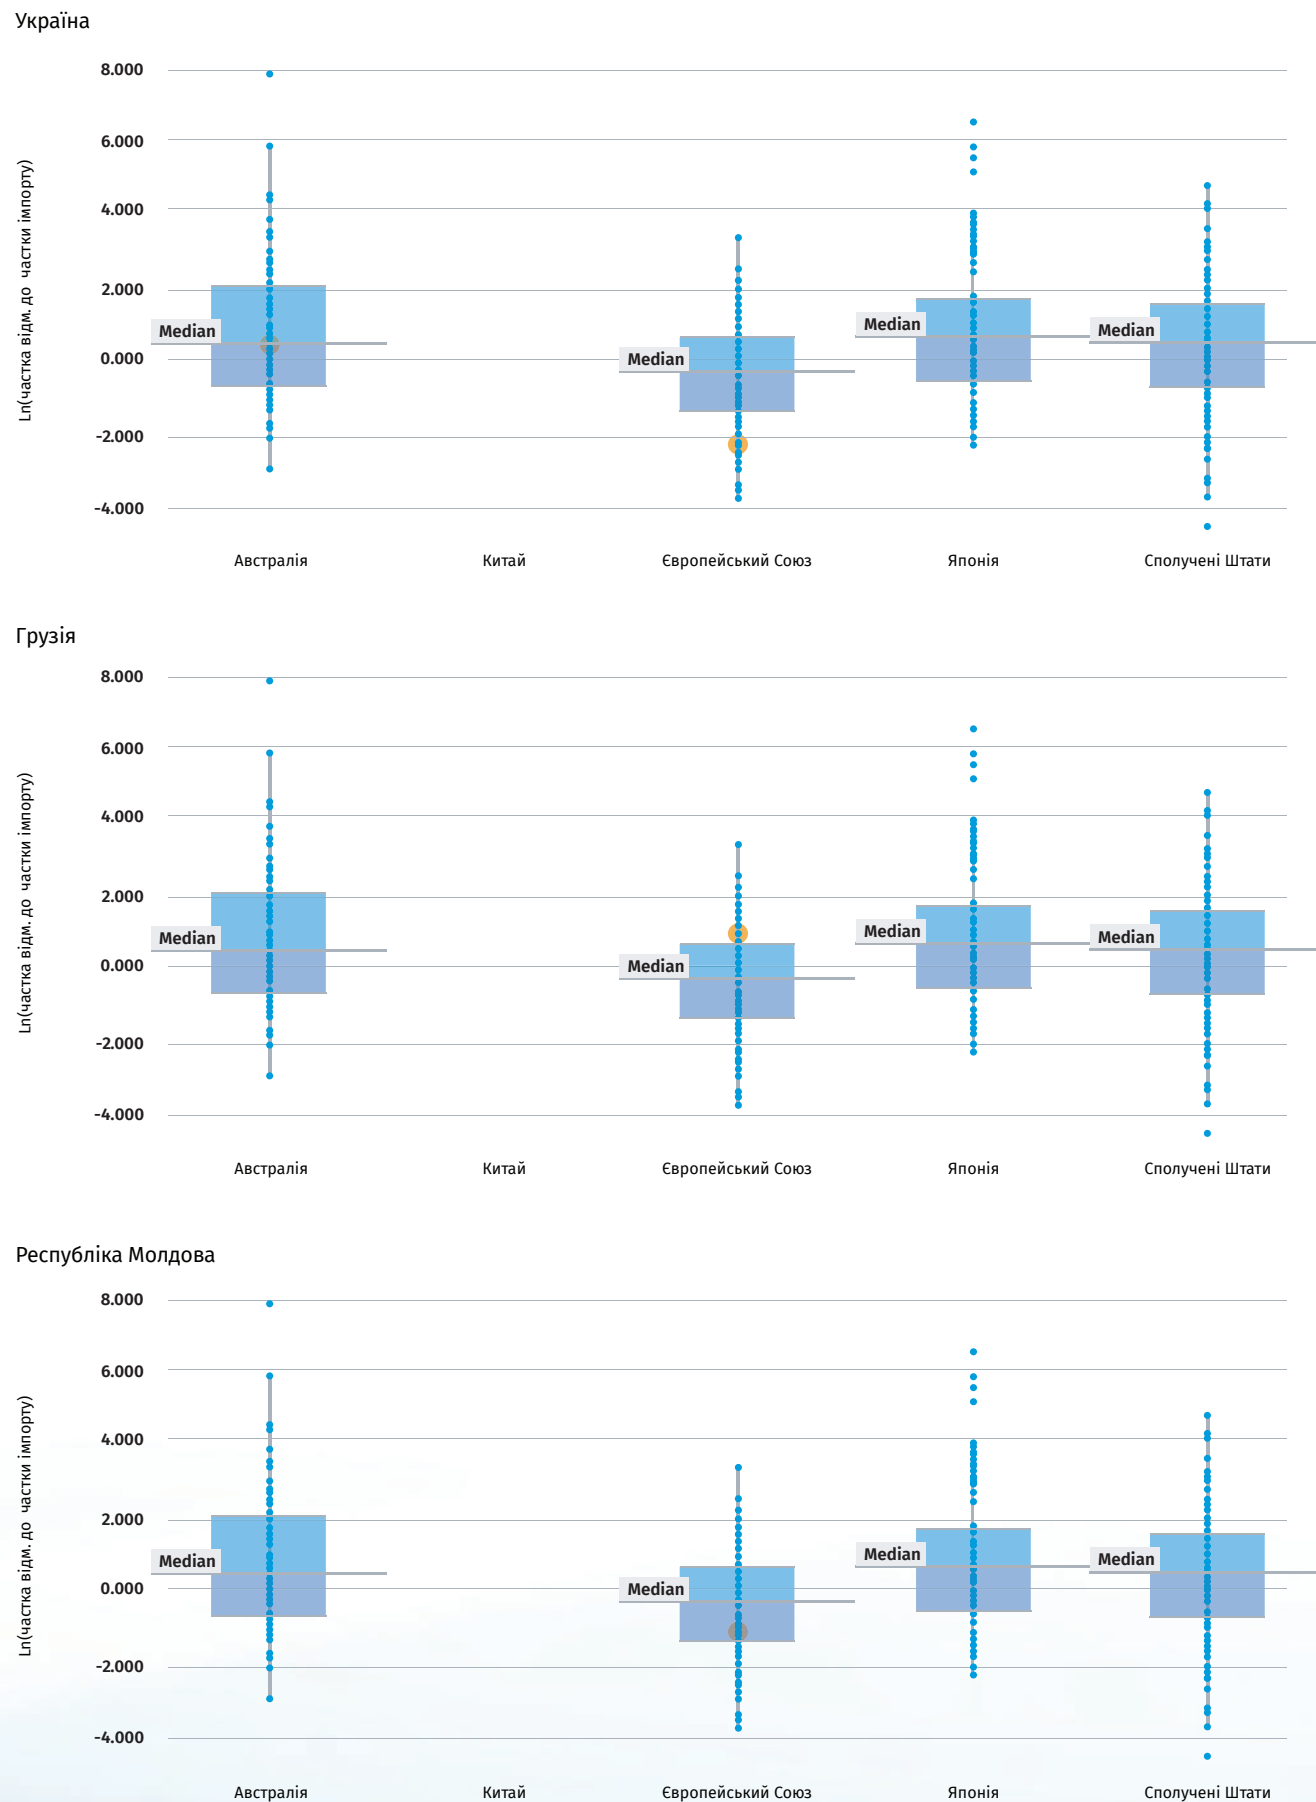 Україна
8.000
6.000
4.000
2.000
0.000
-2.000
-4.000
Ln(частка відм. до частки імпорту)
Median
Median
Median
Median
Австралія
Китай
Європейський Союз
Японія
Сполучені Штати
Грузія
8.000
6.000
4.000
2.000
0.000
-2.000
-4.000
Ln(частка відм. до частки імпорту)
Median
Median
Median
Median
Австралія
Китай
Європейський Союз
Японія
Сполучені Штати
Республіка Молдова
8.000
6.000
4.000
2.000
0.000
-2.000
-4.000
Ln(частка відм. до частки імпорту)
Median
Median
Median
Median
Австралія
Китай
Європейський Союз
Японія
Сполучені Штати